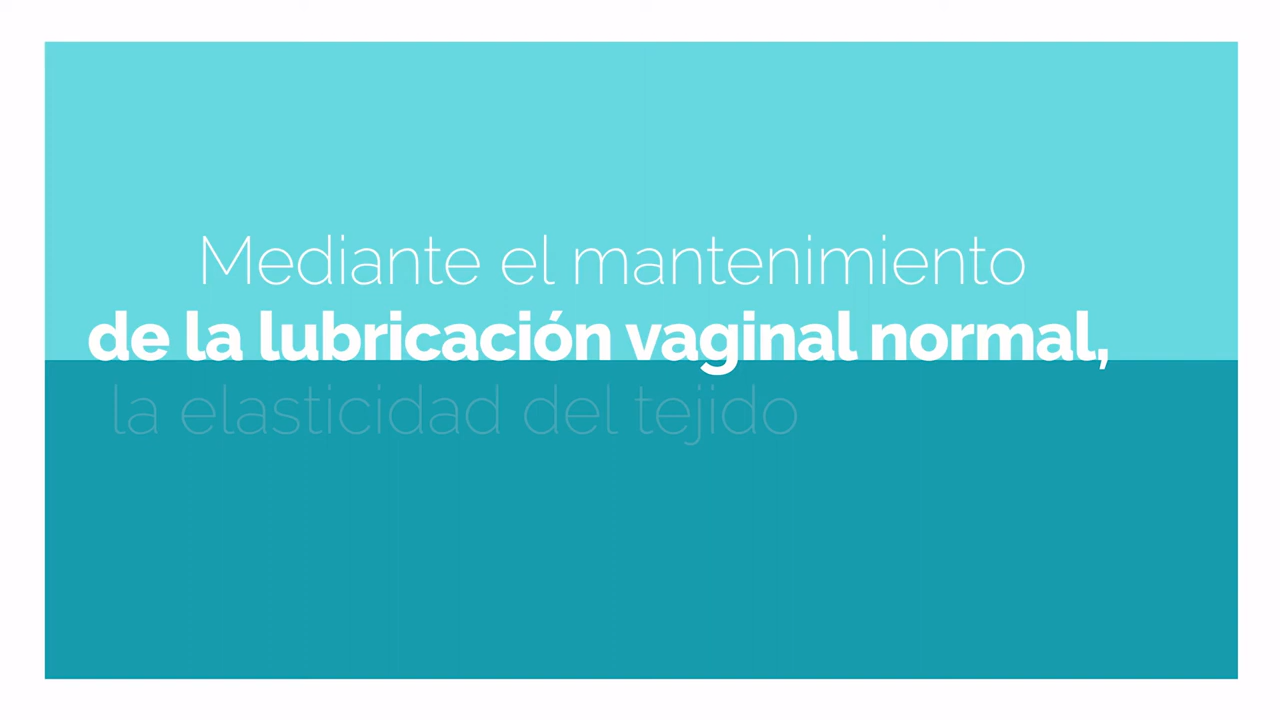 Mediante el mantenimiento
de la lubricación vaginal normal,
la elasticidad del tejido